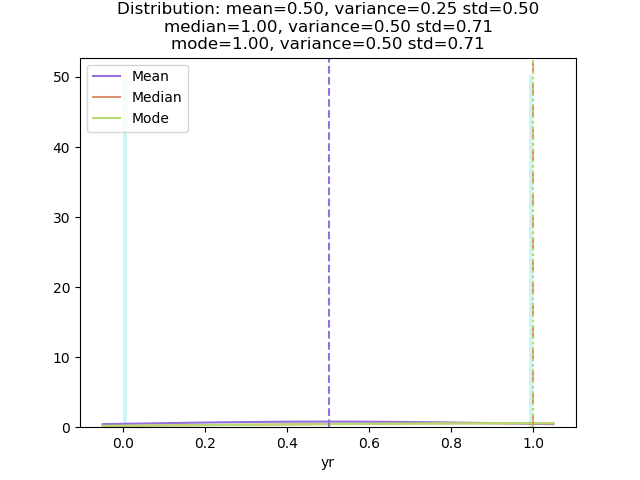 Distribution: mean=0.50, variance=0.25 std=0.50
median=1.00, variance=0.50 std=0.71
mode=1.00, variance=0.50 std=0.71
Mean
Median
Mode
50
40
30
20
10
0
0.0 0.2 0.4 0.6 0.8 1.0
yr